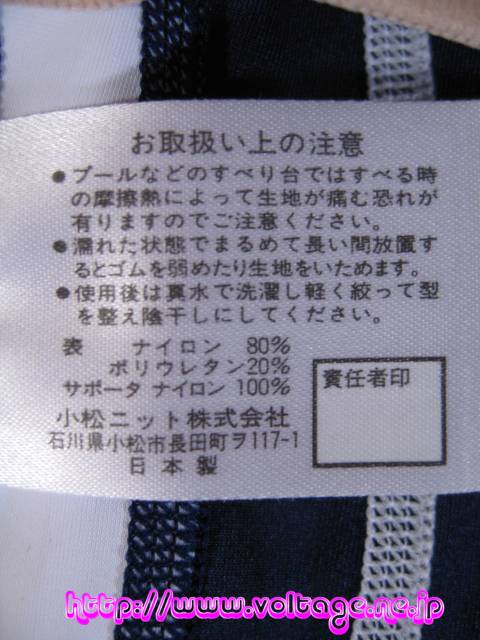 お取扱い上の注意
●プールなどのすべり台ではすべる時
の摩擦熱によって生地が痛む恐れが
有りますのでご注意ください。
●濡れた状態でまるめて長い間放置す
るとゴムを弱めたり生地をいためます。
●使用後は真水で洗濯し軽く絞って型
を整え陰干しにしてください。
表 ナイロン 80%
ポリウレタン20%
サポータ ナイロン 100%
責任者印
小松ニット株式会社
石川県小松市長田町ヲ117-1
日本製
http://www.voltage.ne.jp